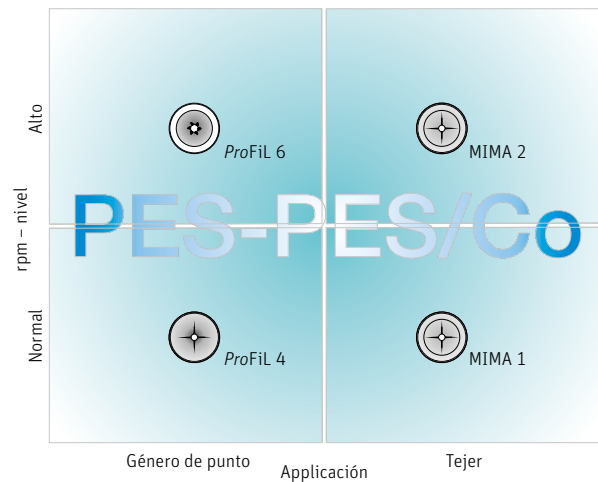 Alto
ProFiL 6
MIMA 2
rpm – nivel
PES-PES/Co
Normal
ProFiL 4
MIMA 1
Género de punto
Tejer
Applicación